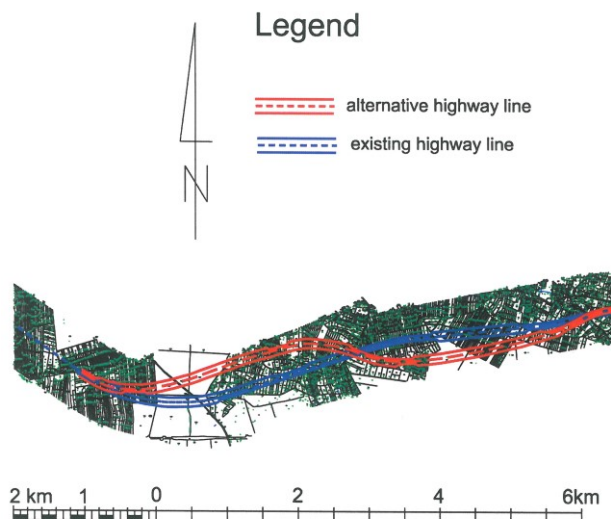 Legend
alternative highway line
existing highway line
N
2 km 1 0 2 4 6km